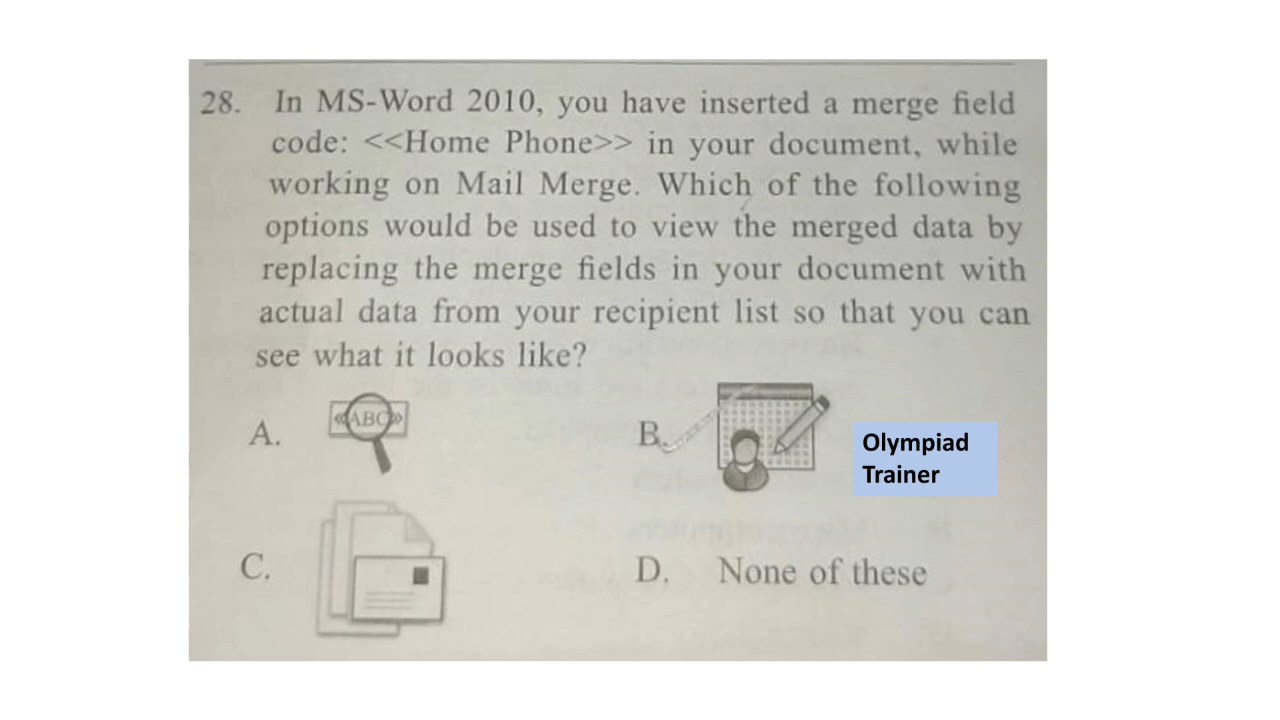 28. In MS-Word 2010, you have inserted a merge field
code: <<Home Phone>> in your document, while
working on Mail Merge. Which of the following
options would be used to view the merged data by
replacing the merge fields in your document with
actual data from your recipient list so that you can
see what it looks like?
A. «ABC»
B.
Olympiad
Trainer
C.
D. None of these